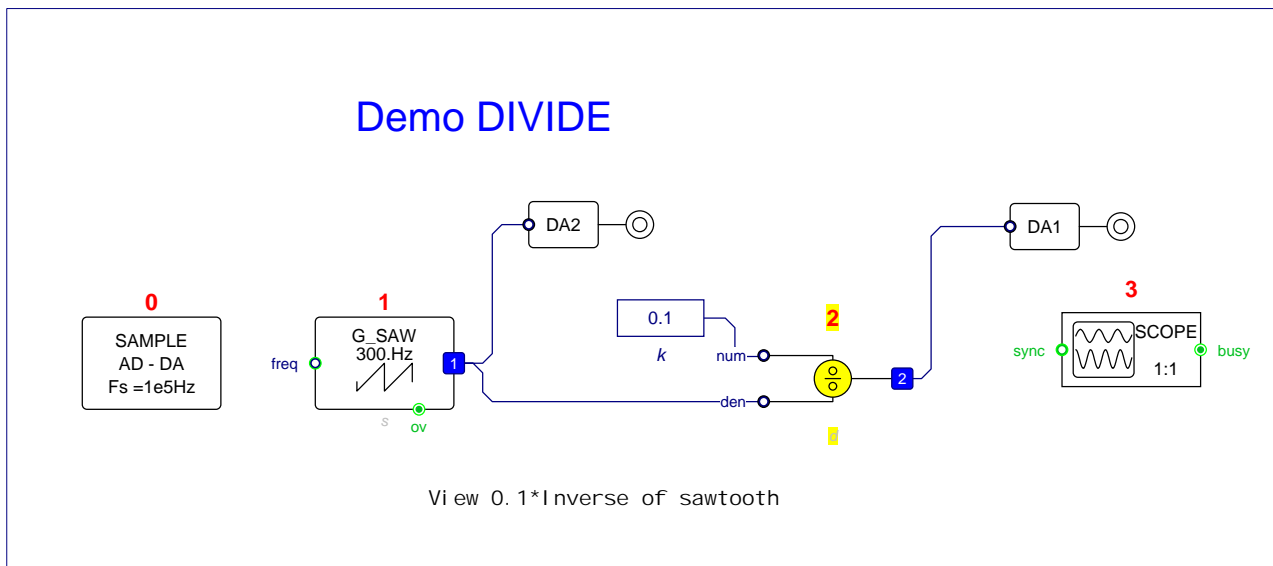 Demo DIVIDE
DA2
DA1
0
1
2
3
SAMPLE
AD - DA
Fs =1e5Hz
freq
G_SAW
300.Hz
1
s
ov
0.1
k
num
den
÷
2
d
sync
SCOPE
1:1
busy
View 0.1*Inverse of sawtooth